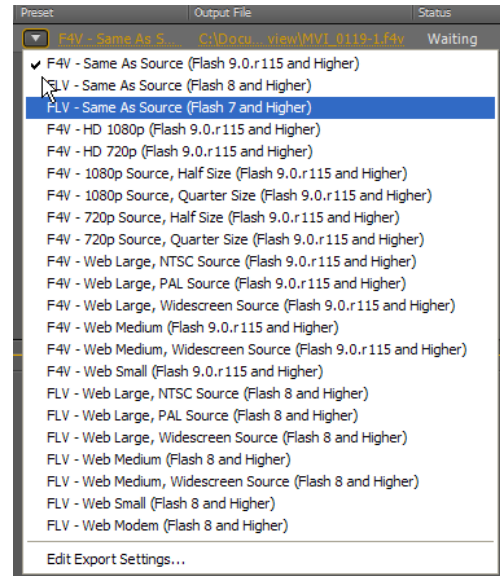 Preset Output File Status
F4V - Same As S... C:\Docu... view\MVI_0119-1.f4v Waiting
F4V - Same As Source (Flash 9.0.r115 and Higher)
FLV - Same As Source (Flash 8 and Higher)
FLV - Same As Source (Flash 7 and Higher)
F4V - HD 1080p (Flash 9.0.r115 and Higher)
F4V - HD 720p (Flash 9.0.r115 and Higher)
F4V - 1080p Source, Half Size (Flash 9.0.r115 and Higher)
F4V - 1080p Source, Quarter Size (Flash 9.0.r115 and Higher)
F4V - 720p Source, Half Size (Flash 9.0.r115 and Higher)
F4V - 720p Source, Quarter Size (Flash 9.0.r115 and Higher)
F4V - Web Large, NTSC Source (Flash 9.0.r115 and Higher)
F4V - Web Large, PAL Source (Flash 9.0.r115 and Higher)
F4V - Web Large, Widescreen Source (Flash 9.0.r115 and Higher)
F4V - Web Medium (Flash 9.0.r115 and Higher)
F4V - Web Medium, Widescreen Source (Flash 9.0.r115 and Higher)
F4V - Web Small (Flash 9.0.r115 and Higher)
FLV - Web Large, NTSC Source (Flash 8 and Higher)
FLV - Web Large, PAL Source (Flash 8 and Higher)
FLV - Web Large, Widescreen Source (Flash 8 and Higher)
FLV - Web Medium (Flash 8 and Higher)
FLV - Web Medium, Widescreen Source (Flash 8 and Higher)
FLV - Web Small (Flash 8 and Higher)
FLV - Web Modem (Flash 8 and Higher)
Edit Export Settings...